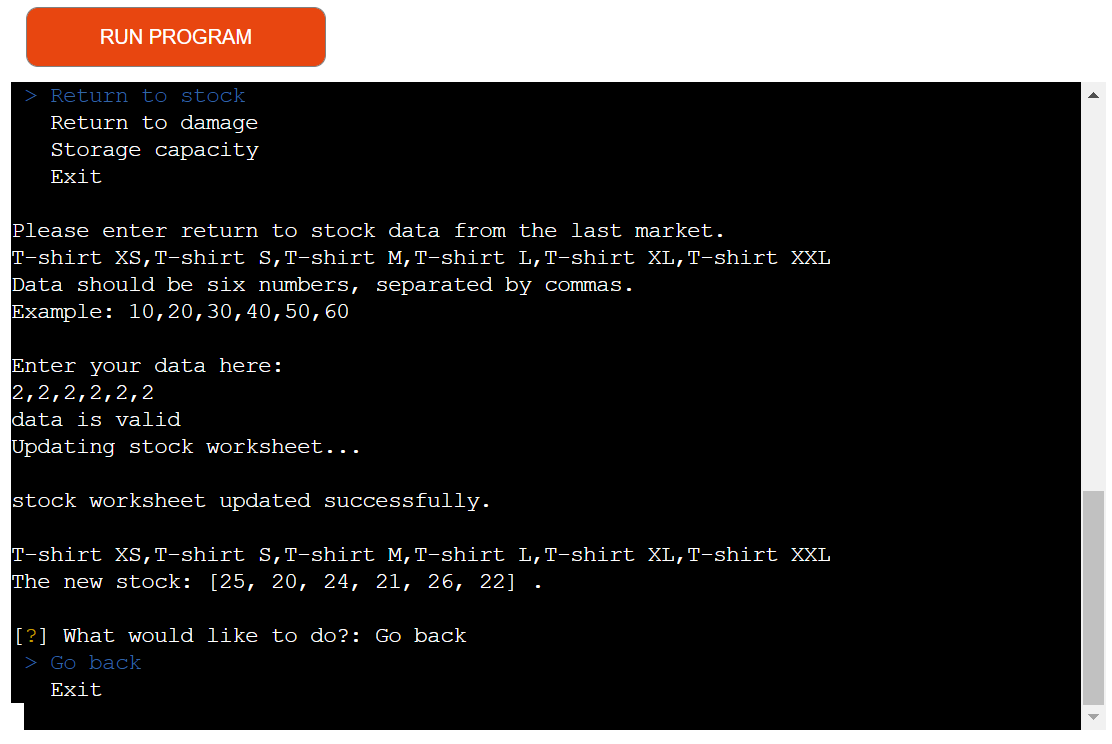 RUN PROGRAM
> Return to stock
Return to damage
Storage capacity
Exit
Please enter return to stock data from the last market.
T-shirt XS,T-shirt S,T-shirt M,T-shirt L,T-shirt XL,T-shirt XXL
Data should be six numbers, separated by commas.
Example: 10,20,30,40,50,60
Enter your data here:
2,2,2,2,2,2
data is valid
Updating stock worksheet...
stock worksheet updated successfully.
T-shirt XS,T-shirt S,T-shirt M,T-shirt L,T-shirt XL,T-shirt XXL
The new stock: [25, 20, 24, 21, 26, 22] .
[?] What would like to do?: Go back
> Go back
Exit